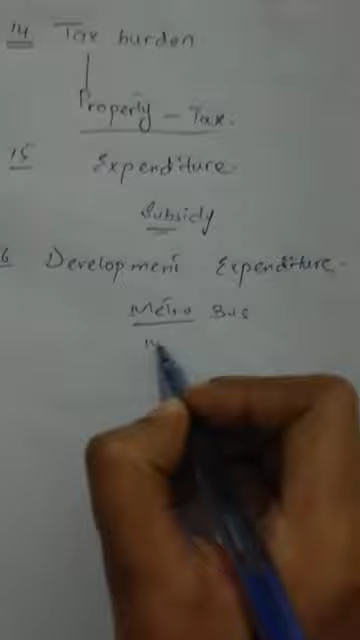 14 Tax burden
Property - Tax.
15 Expenditure
Subsidy
6 Development Expenditure.
Metro Bus